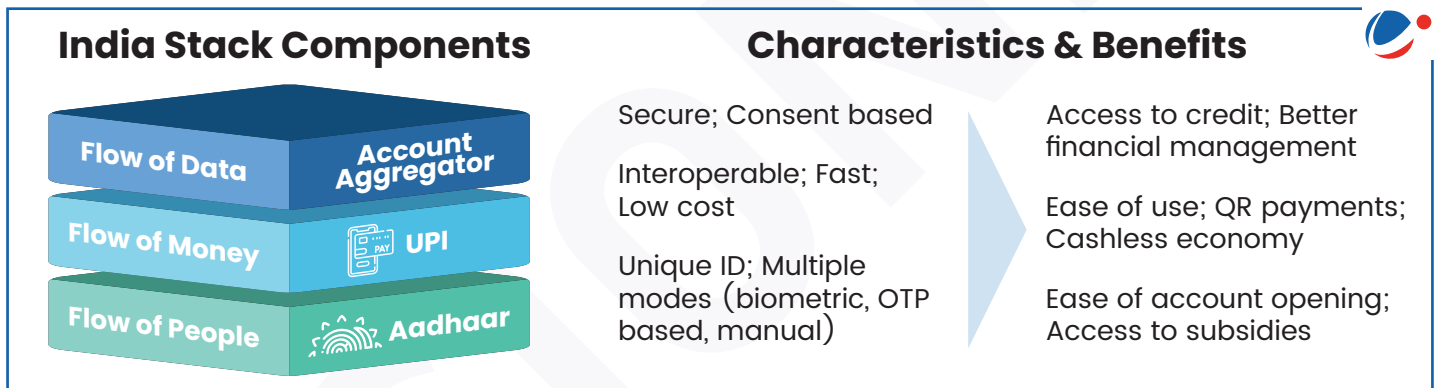 India Stack Components
Flow of Data
Account
Aggregator
Flow of Money
PAY
UPI
Flow of People
Aadhaar
Characteristics & Benefits
Secure; Consent based
Interoperable; Fast;
Low cost
Unique ID; Multiple
modes (biometric, OTP
based, manual)
Access to credit; Better
financial management
Ease of use; QR payments;
Cashless economy
Ease of account opening;
Access to subsidies